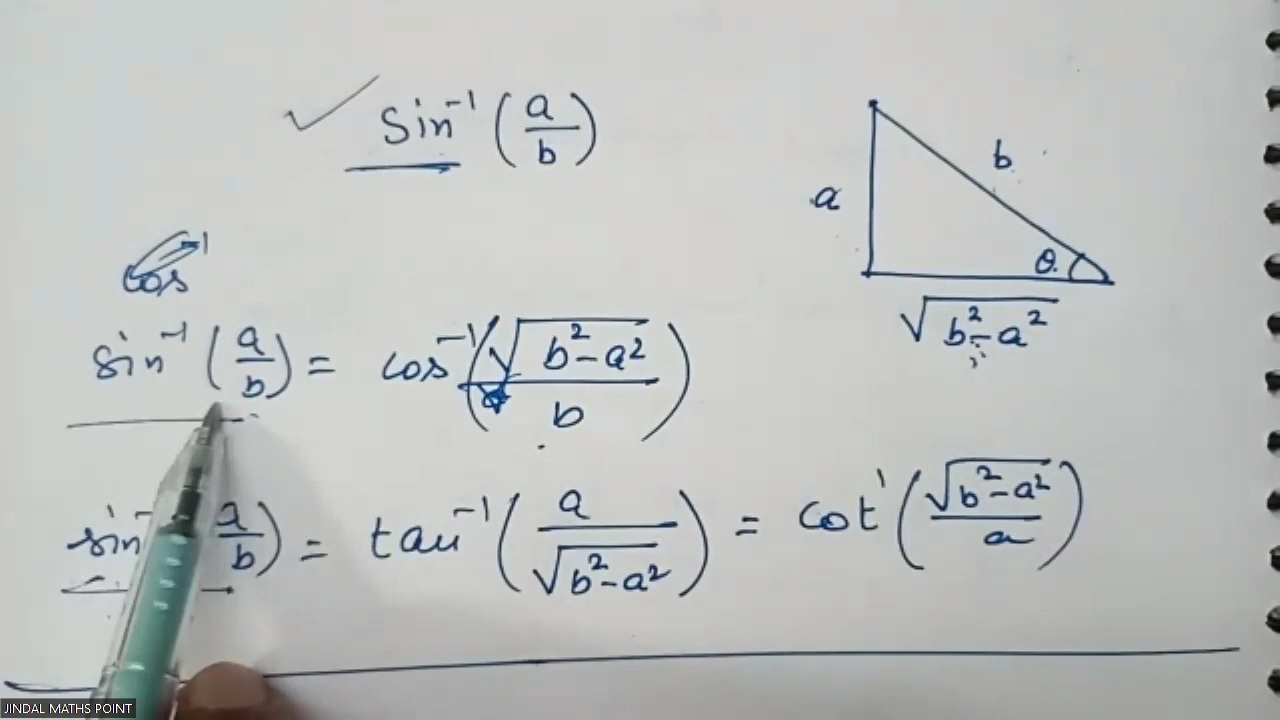 ✓ Sin⁻¹ (a/b)
a
b
θ
√b²-a²
cos⁻¹
sin⁻¹ (a/b) = cos⁻¹ (√b²-a² / b)
sin⁻ a/b) = tan⁻¹ (a / √b²-a²) = cot' (√b²-a² / a)
JINDAL MATHS POINT